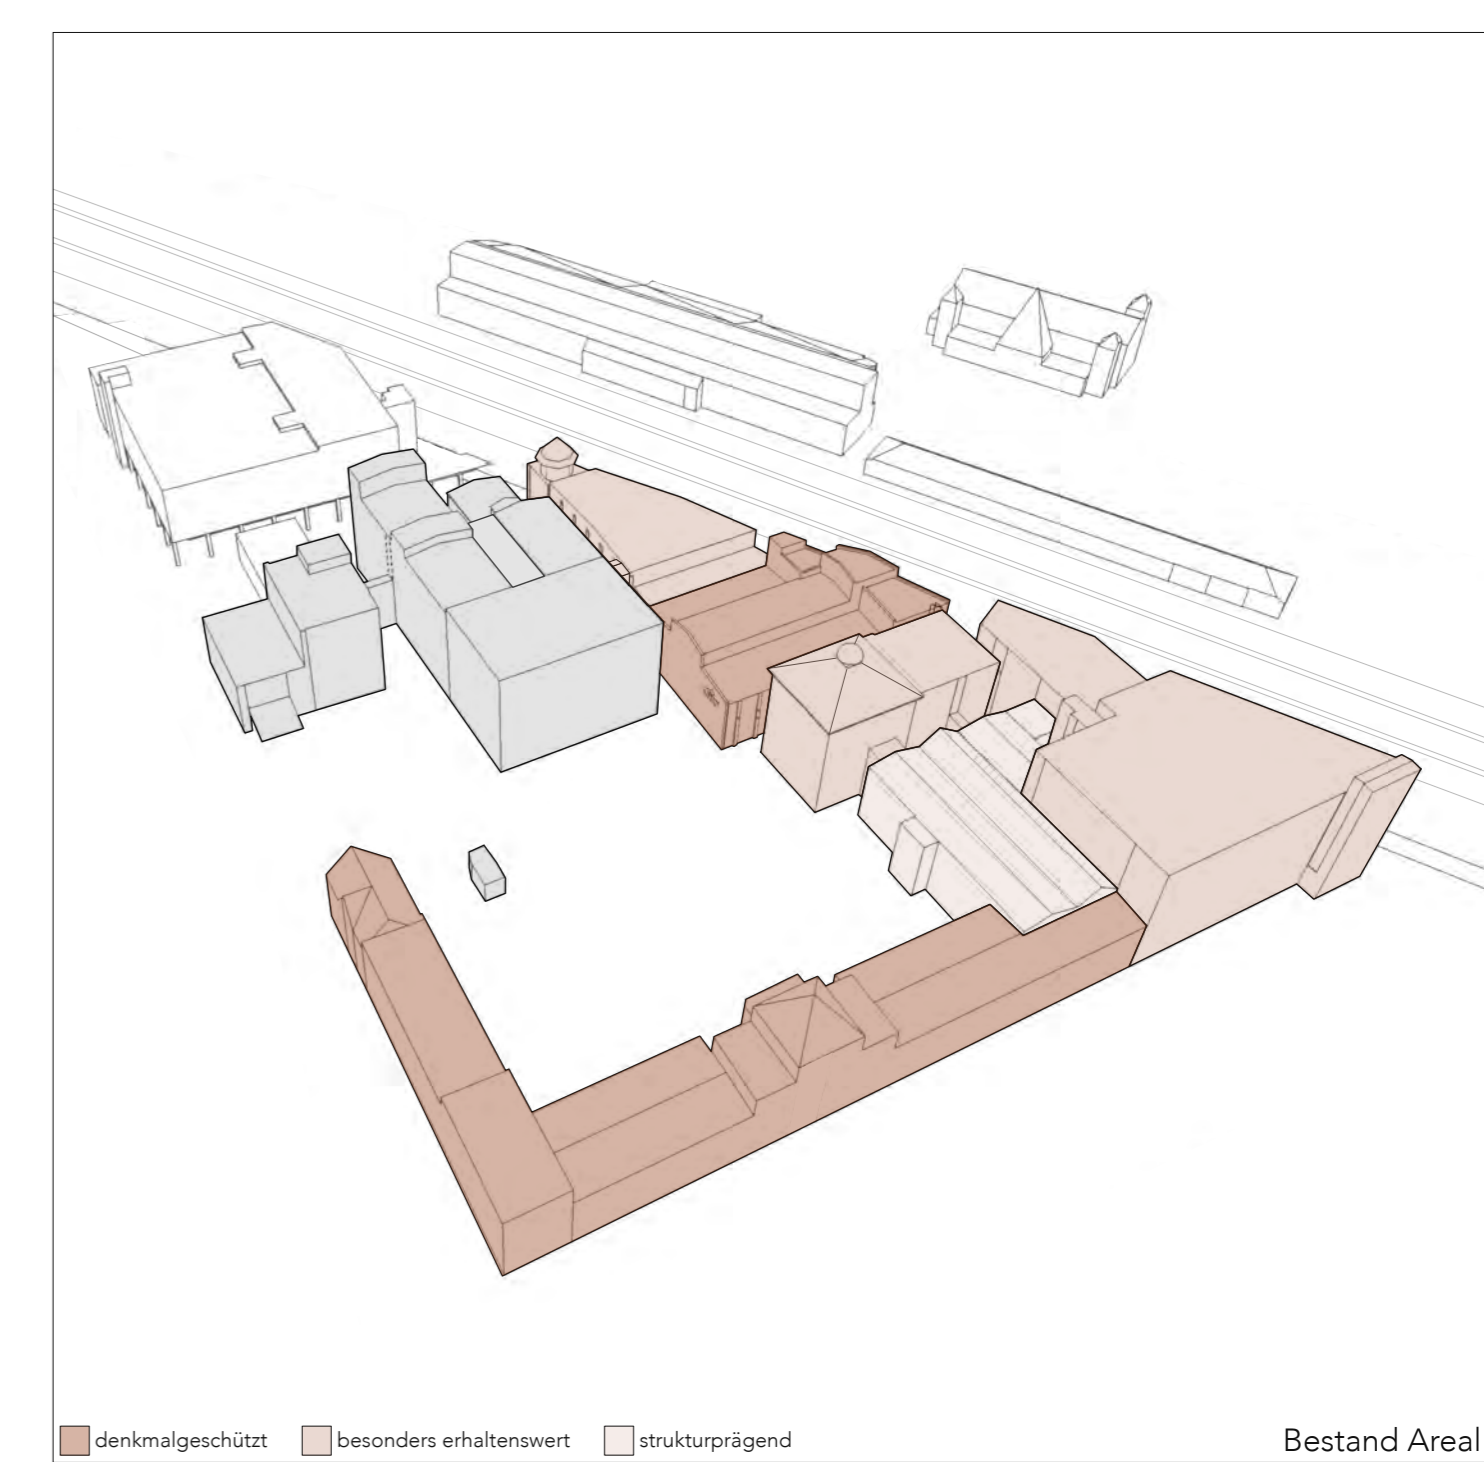 denkmalgeschützt
besonders erhaltenswert
strukturprägend
Bestand Areal